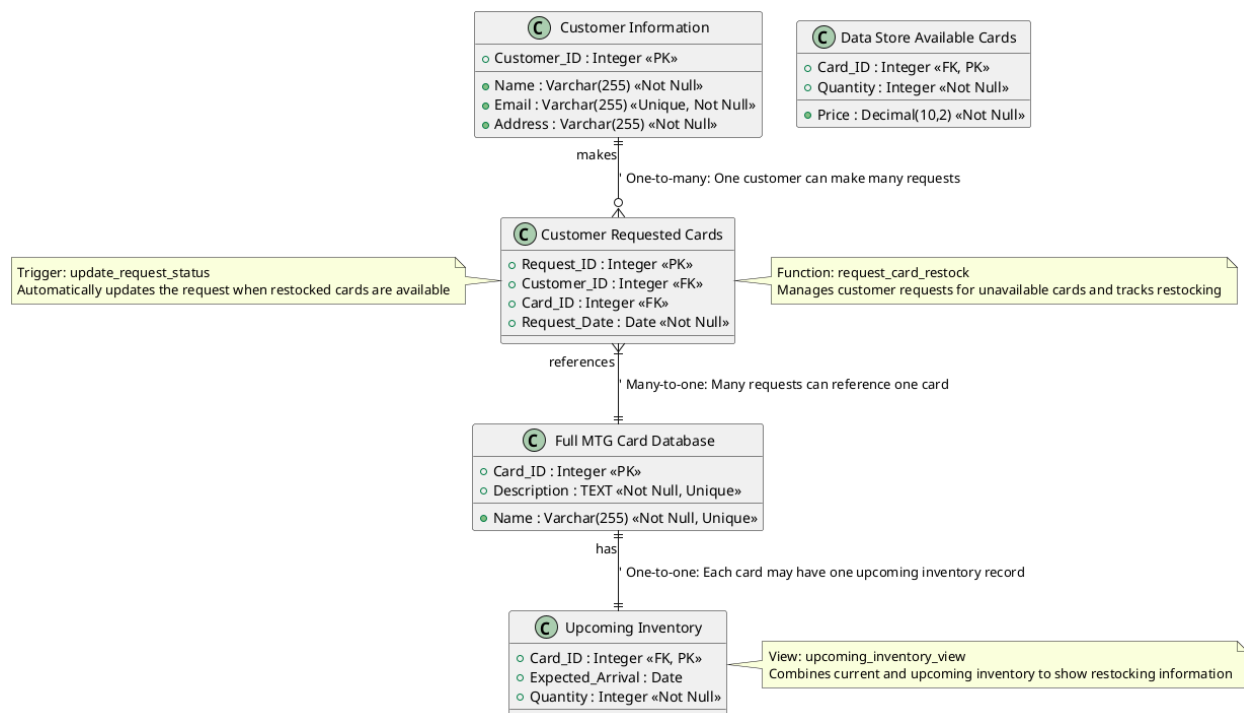 C Customer Information
Customer_ID : Integer «PK»
Name : Varchar(255) «Not Null»
Email : Varchar(255) «Unique, Not Null»
Address : Varchar(255) «Not Null»
C Data Store Available Cards
Card_ID : Integer «FK, PK»
Quantity : Integer «Not Null»
Price : Decimal(10,2) «Not Null»
makes
' One-to-many: One customer can make many requests
C Customer Requested Cards
Request_ID : Integer «PK»
Customer_ID : Integer «FK»
Card_ID : Integer «FK»
Request_Date : Date «Not Null»
Trigger: update_request_status
Automatically updates the request when restocked cards are available
Function: request_card_restock
Manages customer requests for unavailable cards and tracks restocking
references
' Many-to-one: Many requests can reference one card
C Full MTG Card Database
Card_ID : Integer «PK»
Description : TEXT «Not Null, Unique»
Name : Varchar(255) «Not Null, Unique»
has
' One-to-one: Each card may have one upcoming inventory record
C Upcoming Inventory
Card_ID : Integer «FK, PK»
Expected_Arrival : Date
Quantity : Integer «Not Null»
View: upcoming_inventory_view
Combines current and upcoming inventory to show restocking information